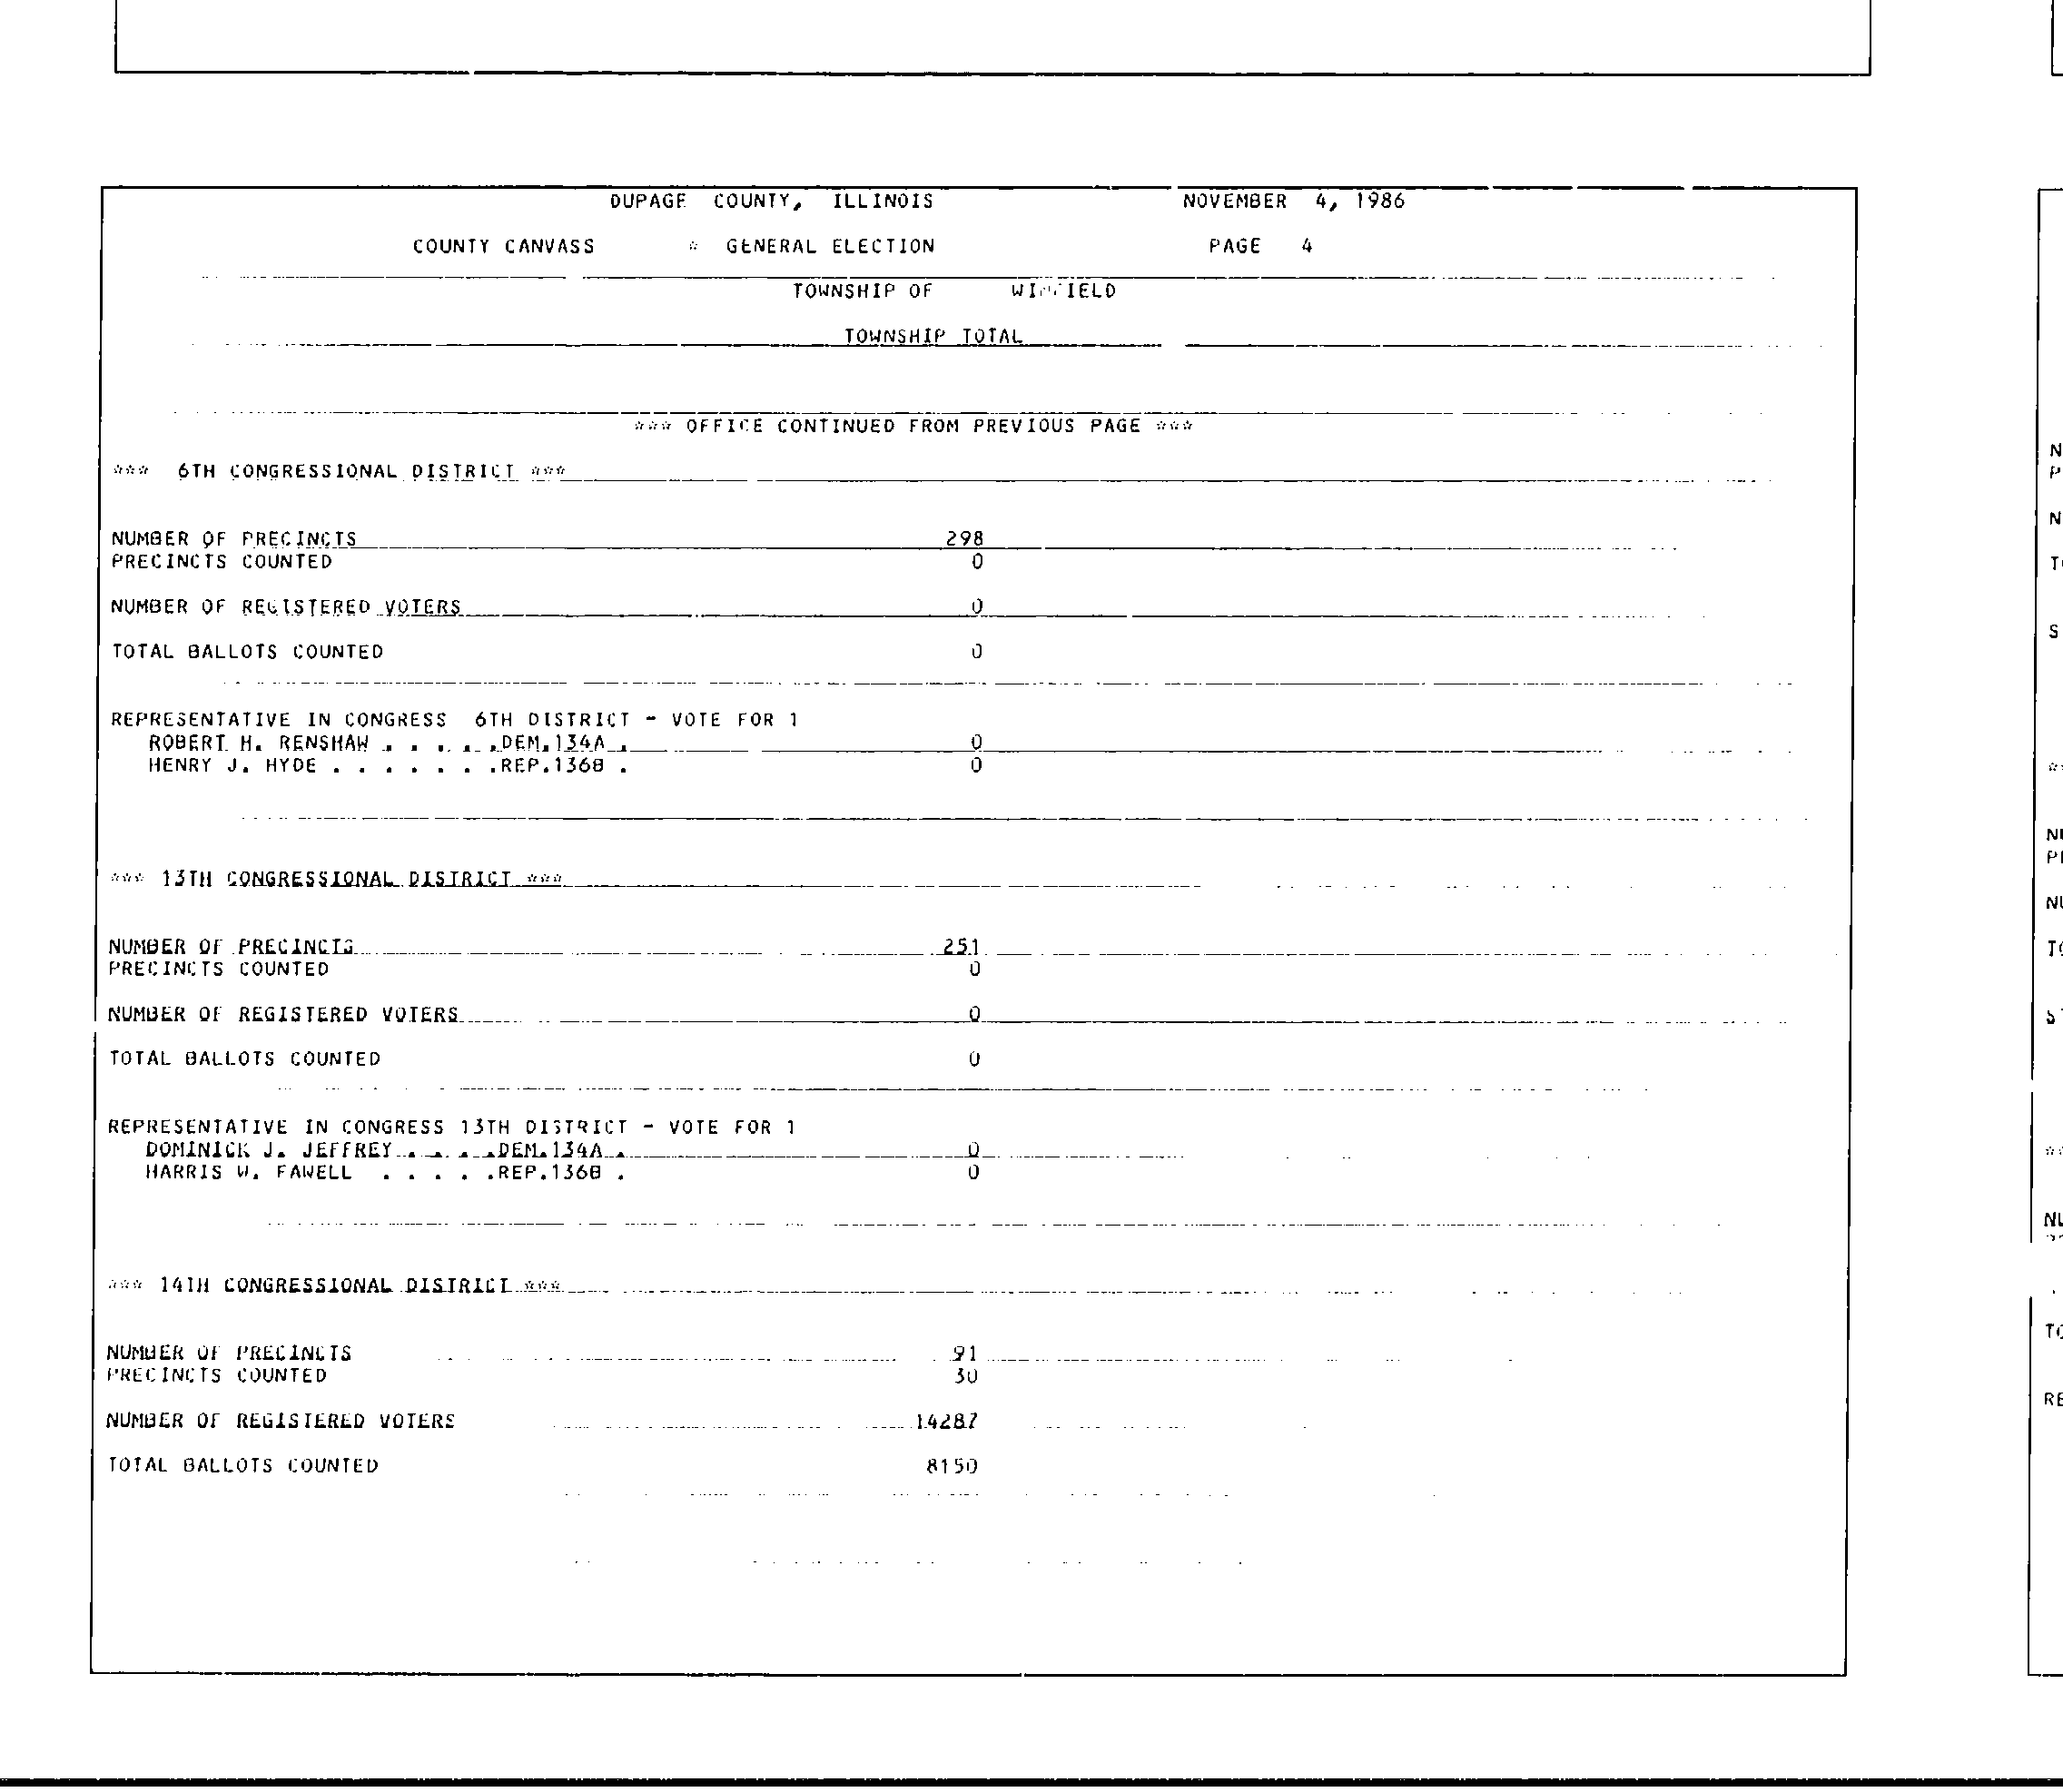 DUPAGE COUNTY, ILLINOIS NOVEMBER 4, 1986
COUNTY CANVASS * GENERAL ELECTION PAGE 4
TOWNSHIP OF
TOWNSHIP TOTAL
*** OFFICE CONTINUED FROM PREVIOUS PAGE ***
*** 6TH CONGRESSIONAL DISTRICT ***
NUMBER OF PRECINCTS 298
PRECINCTS COUNTED 0
NUMBER OF REGISTERED VOTERS 0
TOTAL BALLOTS COUNTED 0
REPRESENTATIVE IN CONGRESS 6TH DISTRICT - VOTE FOR 1
ROBERT H. RENSHAW . . . . . .DEM.134A . 0
HENRY J. HYDE . . . . . . .REP.136B . 0
*** 13TH CONGRESSIONAL DISTRICT ***
NUMBER OF PRECINCTS 251
PRECINCTS COUNTED 0
NUMBER OF REGISTERED VOTERS 0
TOTAL BALLOTS COUNTED 0
REPRESENTATIVE IN CONGRESS 13TH DISTRICT - VOTE FOR 1
DOMINICK J. JEFFREY . . . . .DEM.134A . 0
HARRIS W. FAWELL . . . . . .REP.136B . 0
*** 14TH CONGRESSIONAL DISTRICT ***
NUMBER OF PRECINCTS 91
PRECINCTS COUNTED 30
NUMBER OF REGISTERED VOTERS 14287
TOTAL BALLOTS COUNTED 8150